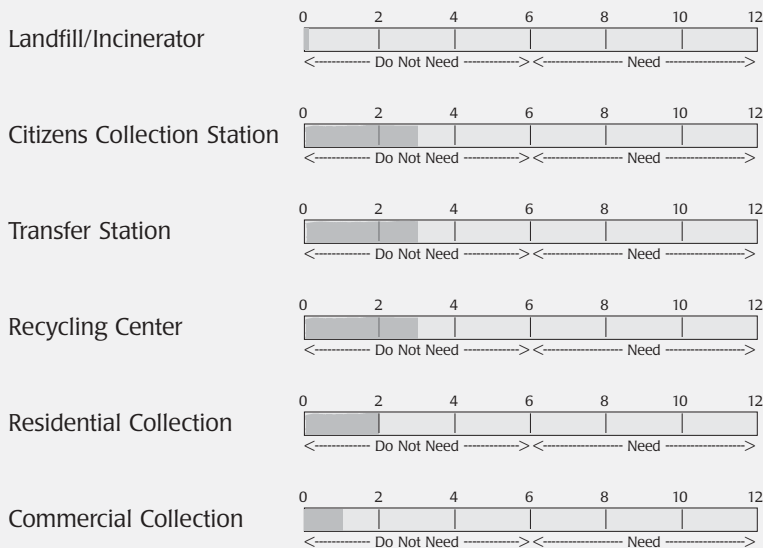 0 2 4 6 8 10 12
Landfill/Incinerator
<------------ Do Not Need ------------><----------------- Need ----------------->
0 2 4 6 8 10 12
Citizens Collection Station
<------------ Do Not Need ------------><----------------- Need ----------------->
0 2 4 6 8 10 12
Transfer Station
<------------ Do Not Need ------------><----------------- Need ----------------->
0 2 4 6 8 10 12
Recycling Center
<------------ Do Not Need ------------><----------------- Need ----------------->
0 2 4 6 8 10 12
Residential Collection
<------------ Do Not Need ------------><----------------- Need ----------------->
0 2 4 6 8 10 12
Commercial Collection
<------------ Do Not Need ------------><----------------- Need ----------------->